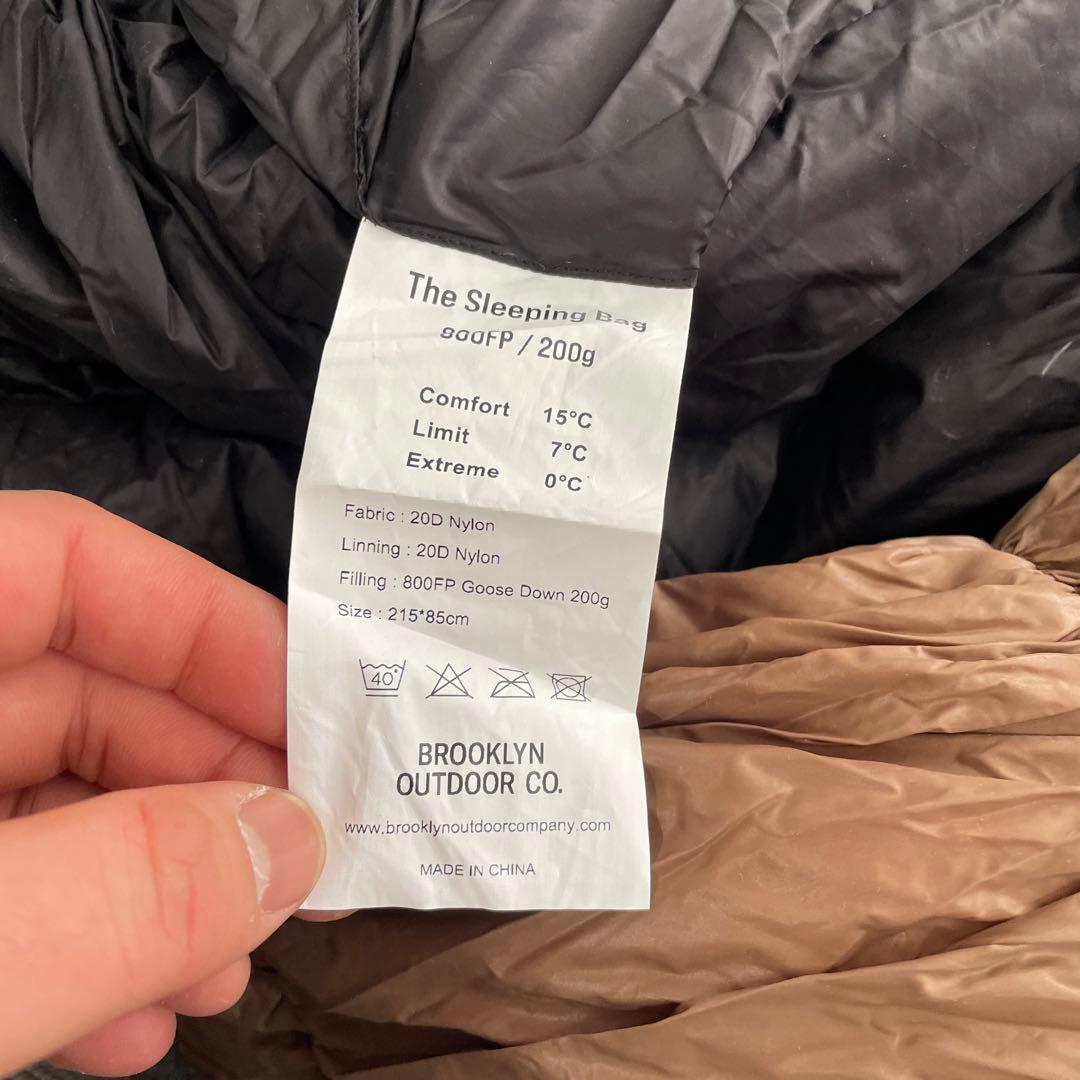 The Sleeping Bag
800FP / 200g
Comfort 15°C
Limit 7°C
Extreme 0°C
Fabric : 20D Nylon
Linning : 20D Nylon
Filling : 800FP Goose Down 200g
Size : 215*85cm
40°
BROOKLYN
OUTDOOR CO.
www.brooklynoutdoorcompany.com
MADE IN CHINA